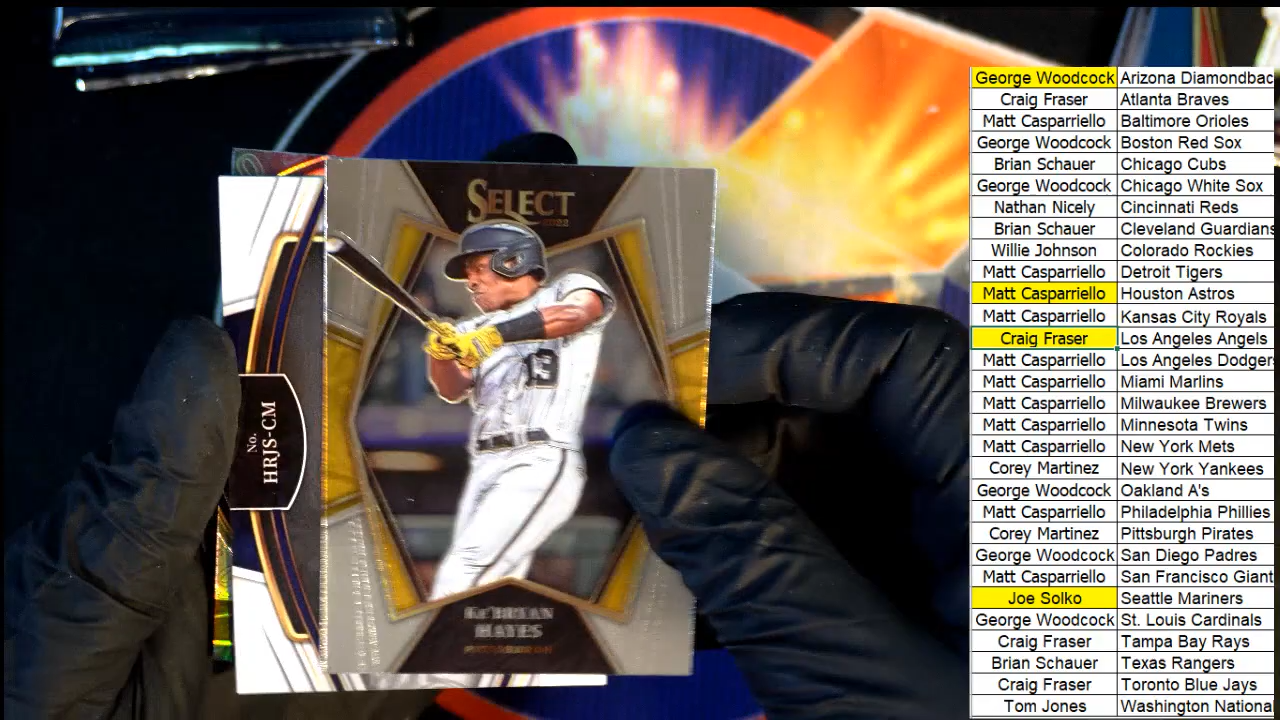 SELECT
2022
No.
HRJS-CM
13
KE'BRYAN
HAYES
PITTSBURGH
George Woodcock Arizona Diamondbac
Craig Fraser Atlanta Braves
Matt Casparriello Baltimore Orioles
George Woodcock Boston Red Sox
Brian Schauer Chicago Cubs
George Woodcock Chicago White Sox
Nathan Nicely Cincinnati Reds
Brian Schauer Cleveland Guardians
Willie Johnson Colorado Rockies
Matt Casparriello Detroit Tigers
Matt Casparriello Houston Astros
Matt Casparriello Kansas City Royals
Craig Fraser Los Angeles Angels
Matt Casparriello Los Angeles Dodgers
Matt Casparriello Miami Marlins
Matt Casparriello Milwaukee Brewers
Matt Casparriello Minnesota Twins
Matt Casparriello New York Mets
Corey Martinez New York Yankees
George Woodcock Oakland A's
Matt Casparriello Philadelphia Phillies
Corey Martinez Pittsburgh Pirates
George Woodcock San Diego Padres
Matt Casparriello San Francisco Giant
Joe Solko Seattle Mariners
George Woodcock St. Louis Cardinals
Craig Fraser Tampa Bay Rays
Brian Schauer Texas Rangers
Craig Fraser Toronto Blue Jays
Tom Jones Washington Nationa